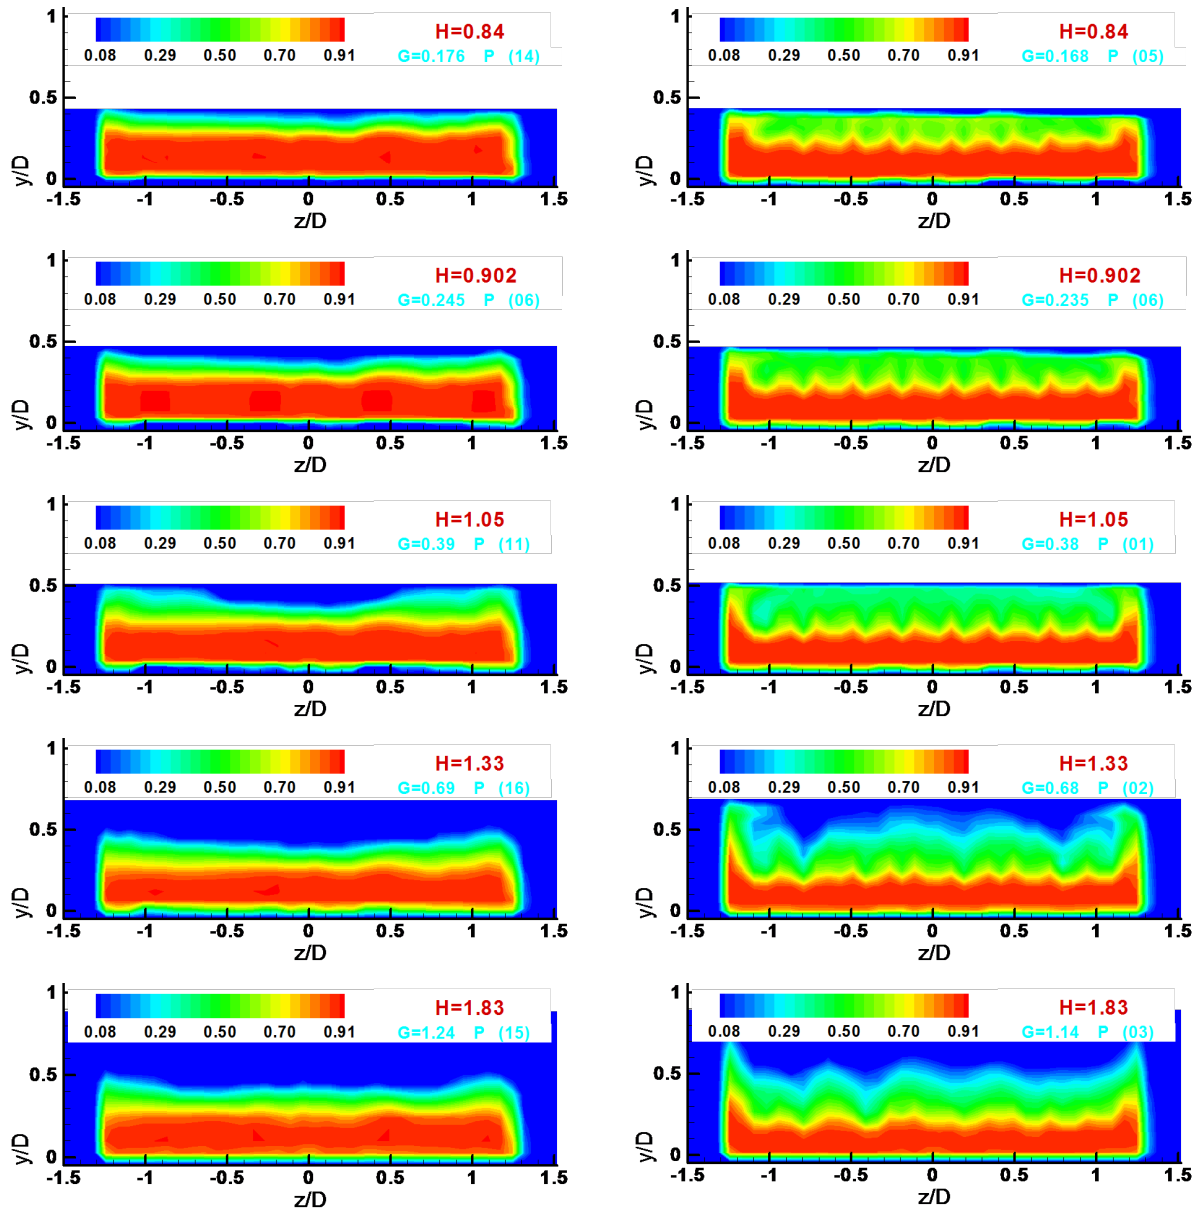 1
0.08 0.29 0.50 0.70 0.91
H=0.84
G=0.176 P (14)
0.5
0
y/D
-1.5 -1 -0.5 0 0.5 1 1.5
z/D
1
0.08 0.29 0.50 0.70 0.91
H=0.84
G=0.168 P (05)
0.5
0
y/D
-1.5 -1 -0.5 0 0.5 1 1.5
z/D
1
0.08 0.29 0.50 0.70 0.91
H=0.902
G=0.245 P (06)
0.5
0
y/D
-1.5 -1 -0.5 0 0.5 1 1.5
z/D
1
0.08 0.29 0.50 0.70 0.91
H=0.902
G=0.235 P (06)
0.5
0
y/D
-1.5 -1 -0.5 0 0.5 1 1.5
z/D
1
0.08 0.29 0.50 0.70 0.91
H=1.05
G=0.39 P (11)
0.5
0
y/D
-1.5 -1 -0.5 0 0.5 1 1.5
z/D
1
0.08 0.29 0.50 0.70 0.91
H=1.05
G=0.38 P (01)
0.5
0
y/D
-1.5 -1 -0.5 0 0.5 1 1.5
z/D
1
0.08 0.29 0.50 0.70 0.91
H=1.33
G=0.69 P (16)
0.5
0
y/D
-1.5 -1 -0.5 0 0.5 1 1.5
z/D
1
0.08 0.29 0.50 0.70 0.91
H=1.33
G=0.68 P (02)
0.5
0
y/D
-1.5 -1 -0.5 0 0.5 1 1.5
z/D
1
0.08 0.29 0.50 0.70 0.91
H=1.83
G=1.24 P (15)
0.5
0
y/D
-1.5 -1 -0.5 0 0.5 1 1.5
z/D
1
0.08 0.29 0.50 0.70 0.91
H=1.83
G=1.14 P (03)
0.5
0
y/D
-1.5 -1 -0.5 0 0.5 1 1.5
z/D